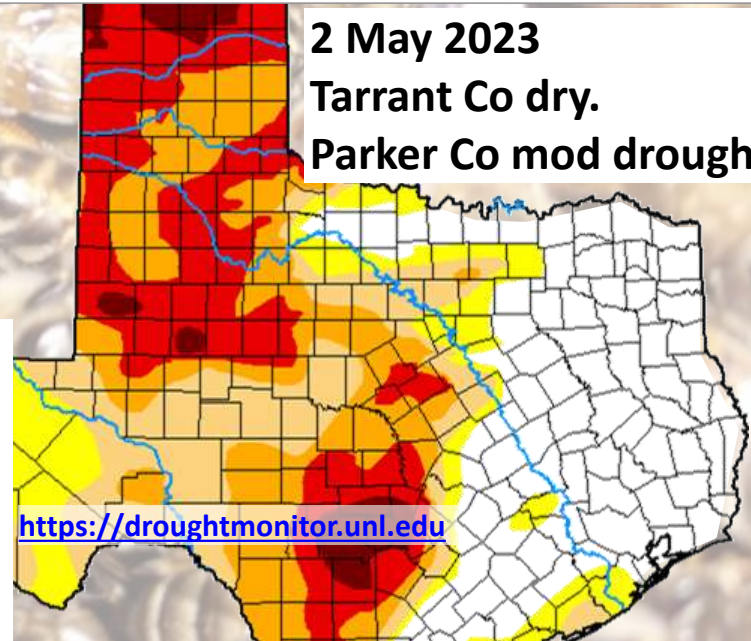 2 May 2023
Tarrant Co dry.
Parker Co mod drough
https://droughtmonitor.unl.edu